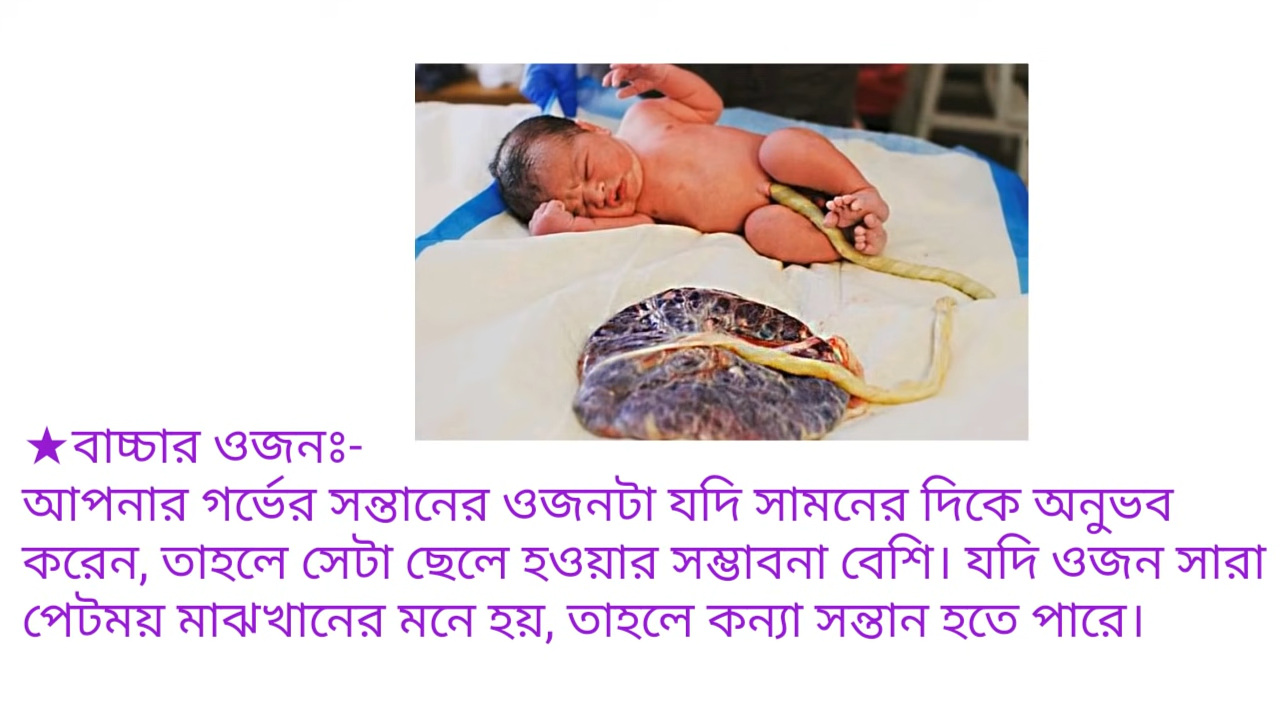 ★বাচ্চার ওজনঃ-
আপনার গর্ভের সন্তানের ওজনটা যদি সামনের দিকে অনুভব
করেন, তাহলে সেটা ছেলে হওয়ার সম্ভাবনা বেশি। যদি ওজন সারা
পেটময় মাঝখানের মনে হয়, তাহলে কন্যা সন্তান হতে পারে।